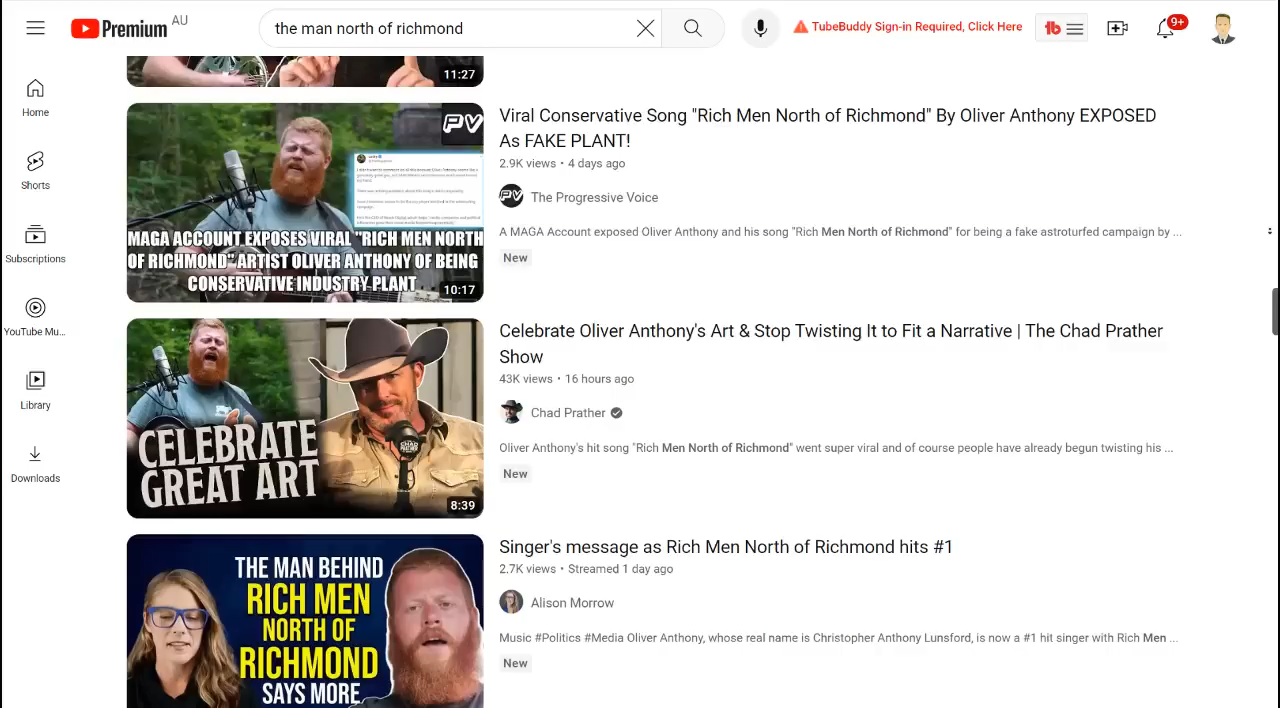 Premium AU
the man north of richmond
TubeBuddy Sign-in Required, Click Here
tb
9+
Home
Shorts
Subscriptions
YouTube Mu...
Library
Downloads
11:27
PV
MAGA ACCOUNT EXPOSES VIRAL "RICH MEN NORTH
OF RICHMOND" ARTIST OLIVER ANTHONY OF BEING
CONSERVATIVE INDUSTRY PLANT
10:17
Viral Conservative Song "Rich Men North of Richmond" By Oliver Anthony EXPOSED
As FAKE PLANT!
2.9K views • 4 days ago
PV The Progressive Voice
A MAGA Account exposed Oliver Anthony and his song "Rich Men North of Richmond" for being a fake astroturfed campaign by ...
New
CELEBRATE
GREAT ART
8:39
Celebrate Oliver Anthony's Art & Stop Twisting It to Fit a Narrative | The Chad Prather
Show
43K views • 16 hours ago
Chad Prather
Oliver Anthony's hit song "Rich Men North of Richmond" went super viral and of course people have already begun twisting his ...
New
THE MAN BEHIND
RICH MEN
NORTH OF
RICHMOND
SAYS MORE
Singer's message as Rich Men North of Richmond hits #1
2.7K views • Streamed 1 day ago
Alison Morrow
Music #Politics #Media Oliver Anthony, whose real name is Christopher Anthony Lunsford, is now a #1 hit singer with Rich Men ...
New